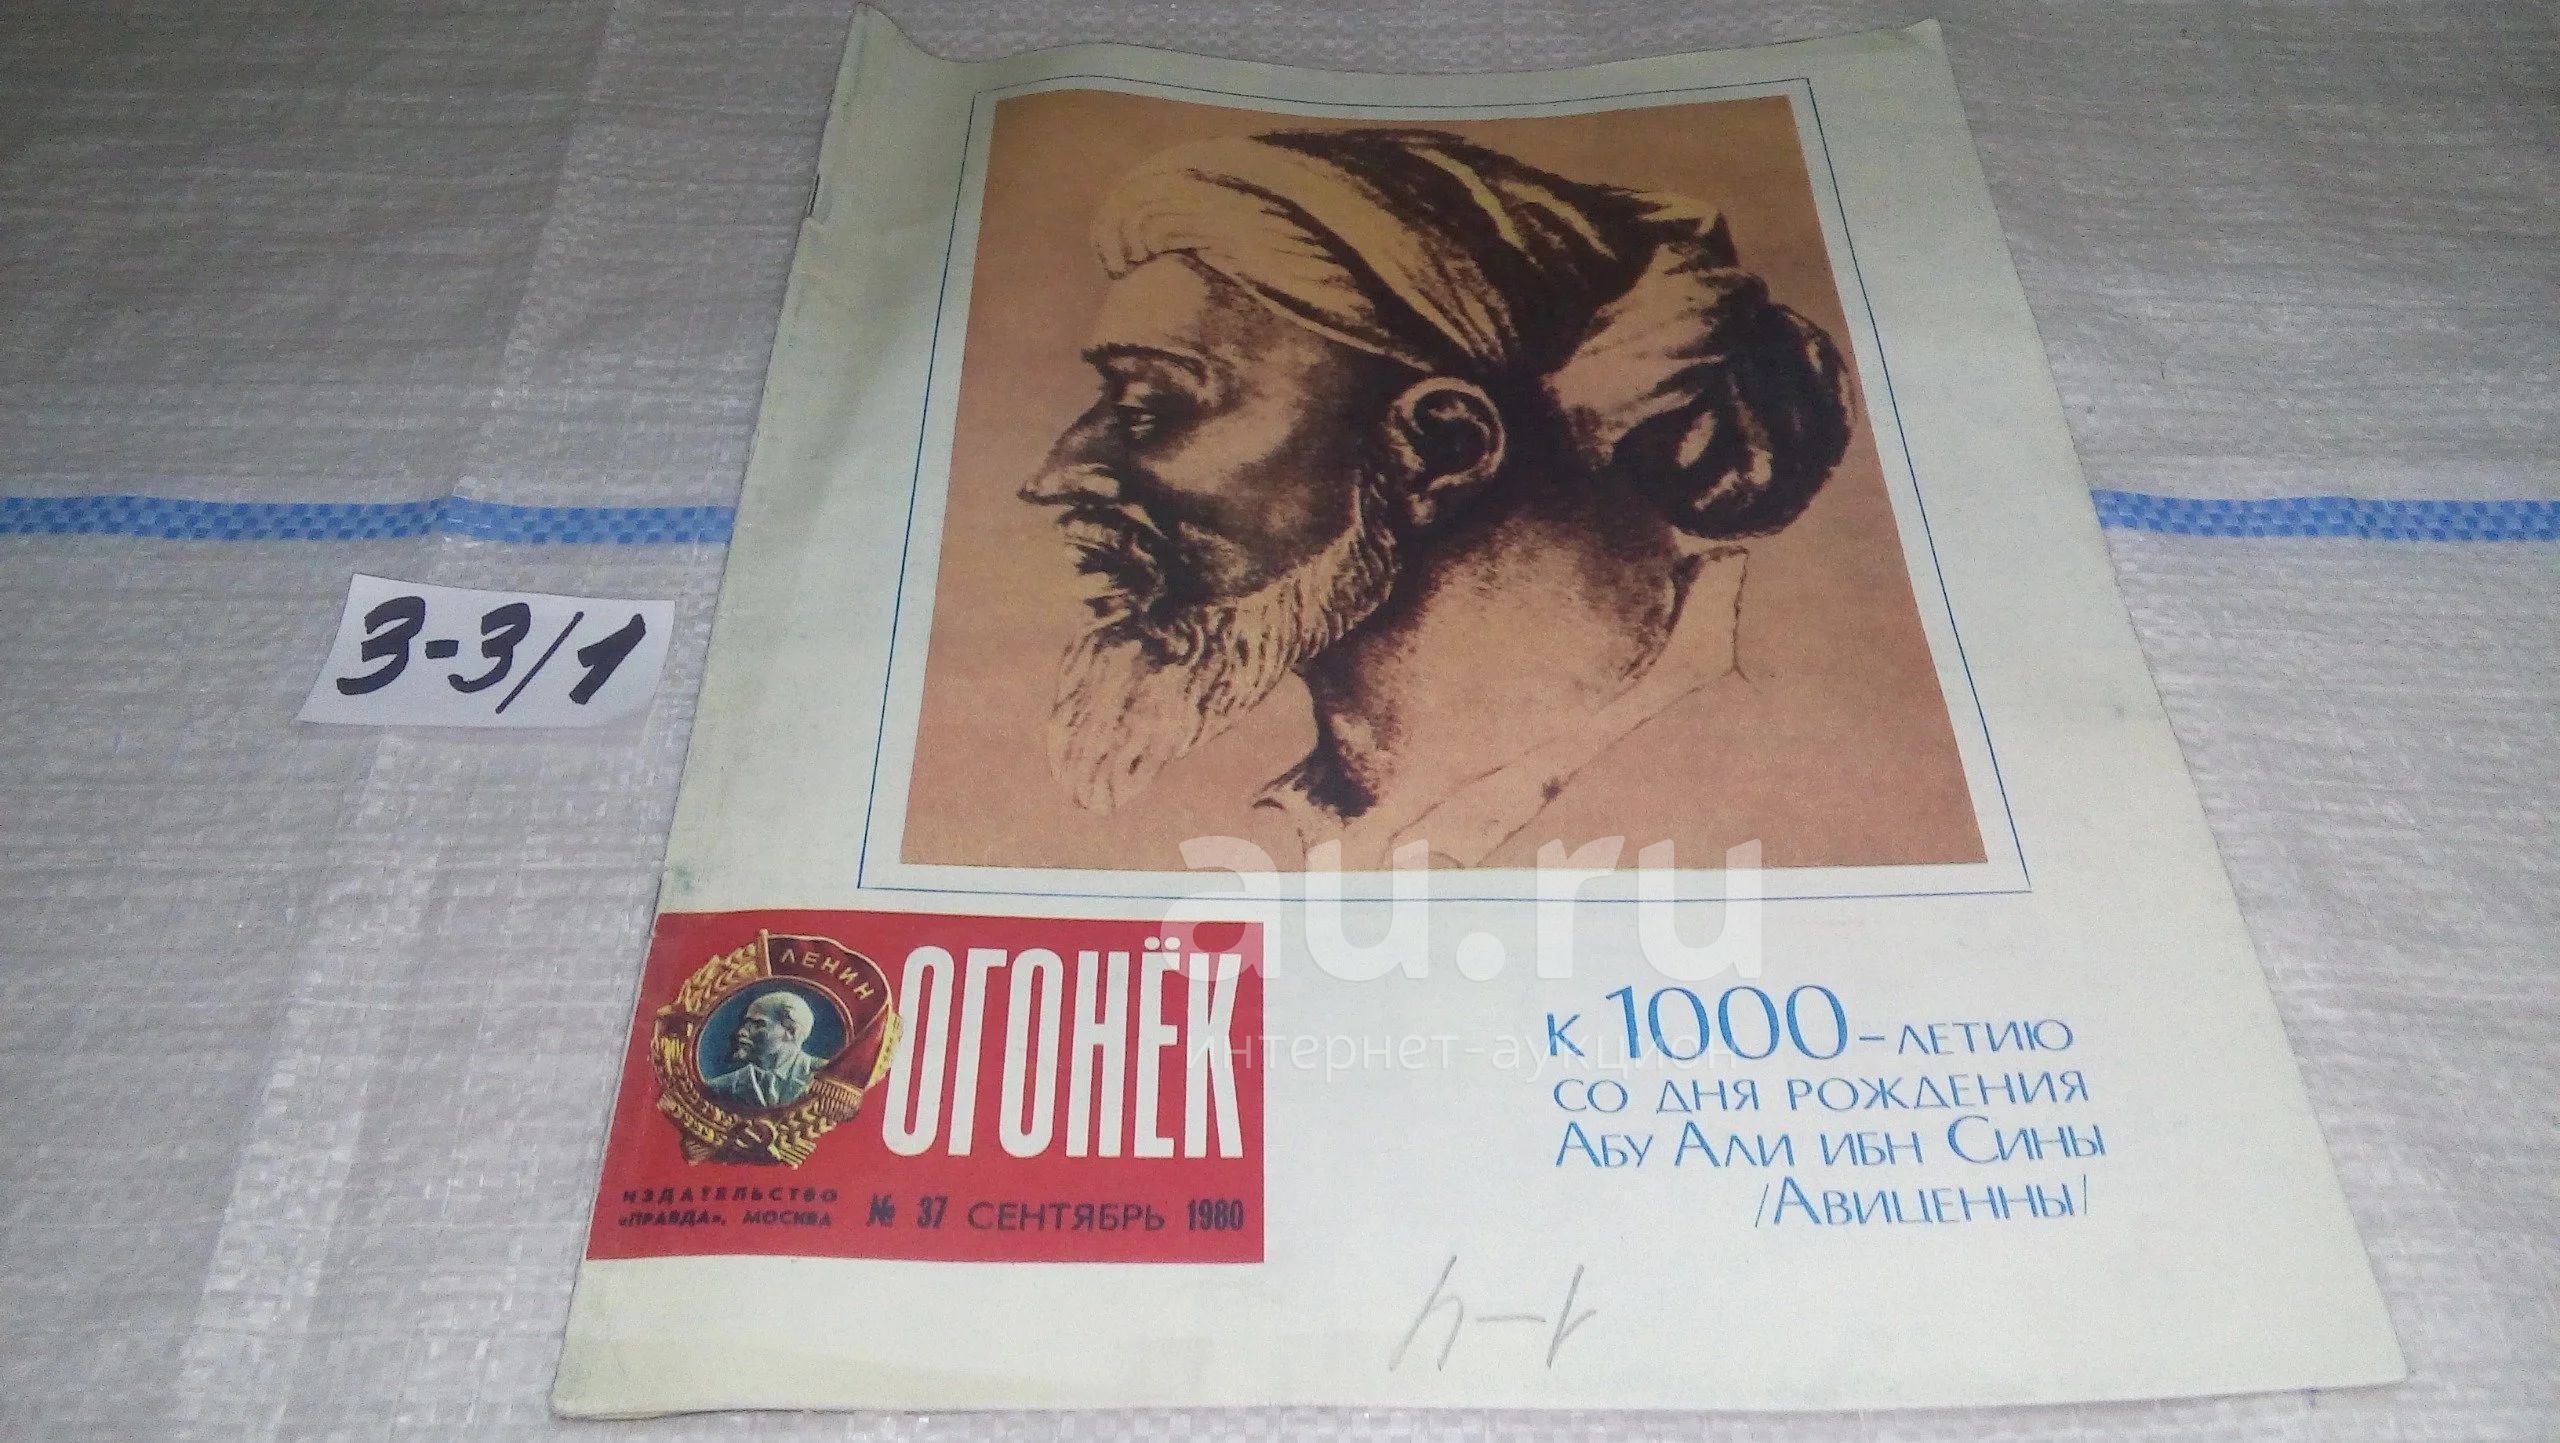 3-3/1
ЛЕНИН
ОГОНЁК
ИЗДАТЕЛЬСТВО
«ПРАВДА», МОСКВА
№ 37 СЕНТЯБРЬ 1980
К 1000-ЛЕТИЮ
СО ДНЯ РОЖДЕНИЯ
АБУ АЛИ ИБН СИНЫ
/АВИЦЕННЫ/
au.ru
интернет-аукцион